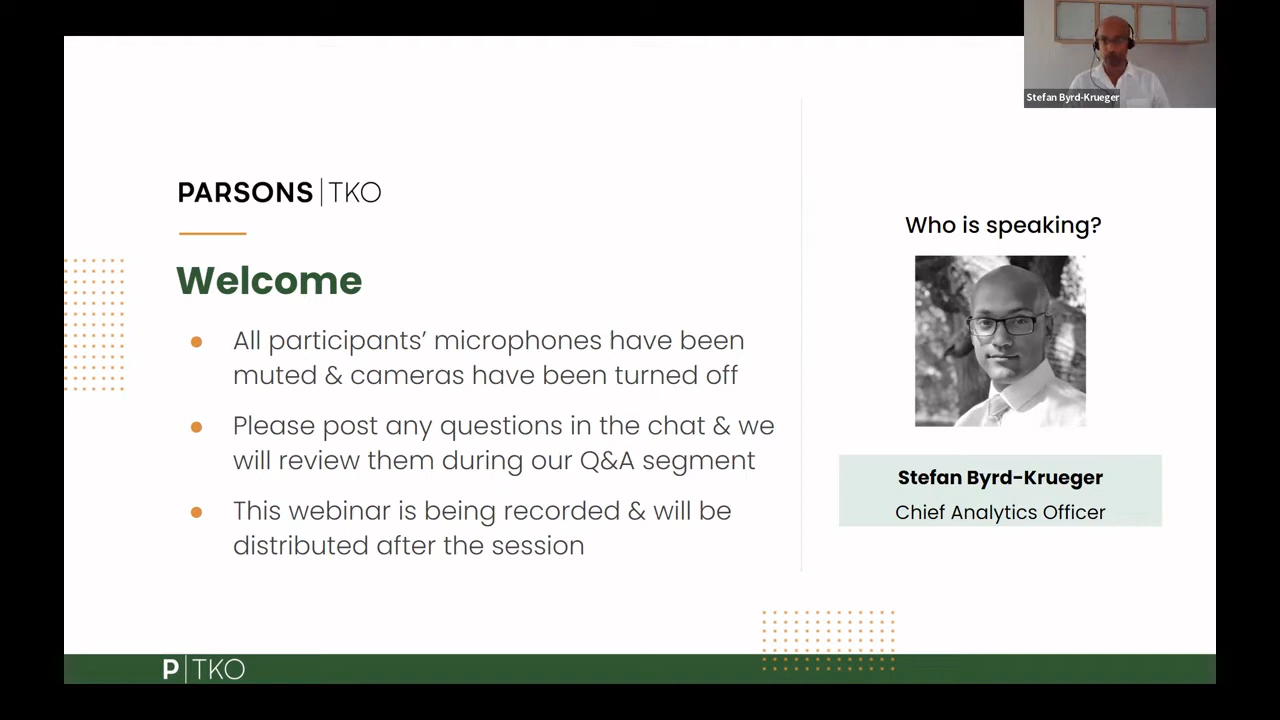 Stefan Byrd-Krueger
PARSONS|TKO
Welcome
● All participants’ microphones have been
muted & cameras have been turned off
● Please post any questions in the chat & we
will review them during our Q&A segment
● This webinar is being recorded & will be
distributed after the session
Who is speaking?
Stefan Byrd-Krueger
Chief Analytics Officer
P|TKO